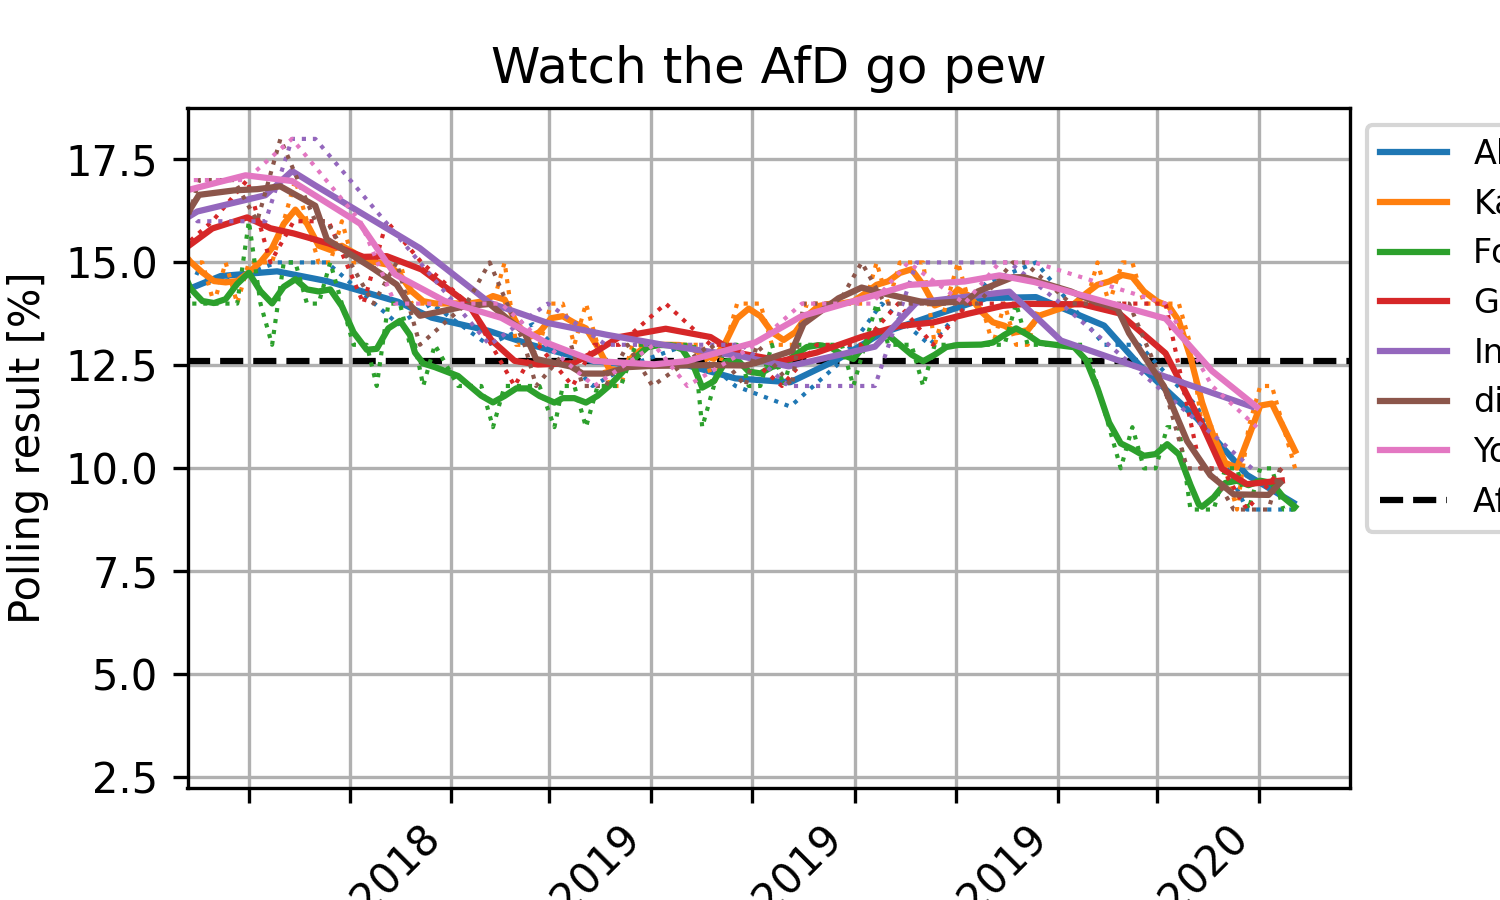 Watch the AfD go pew
Polling result [%]
17.5
15.0
12.5
10.0
7.5
5.0
2.5
2018
2019
2019
2019
2020
Al
Ka
Fo
G
In
di
Yo
Af